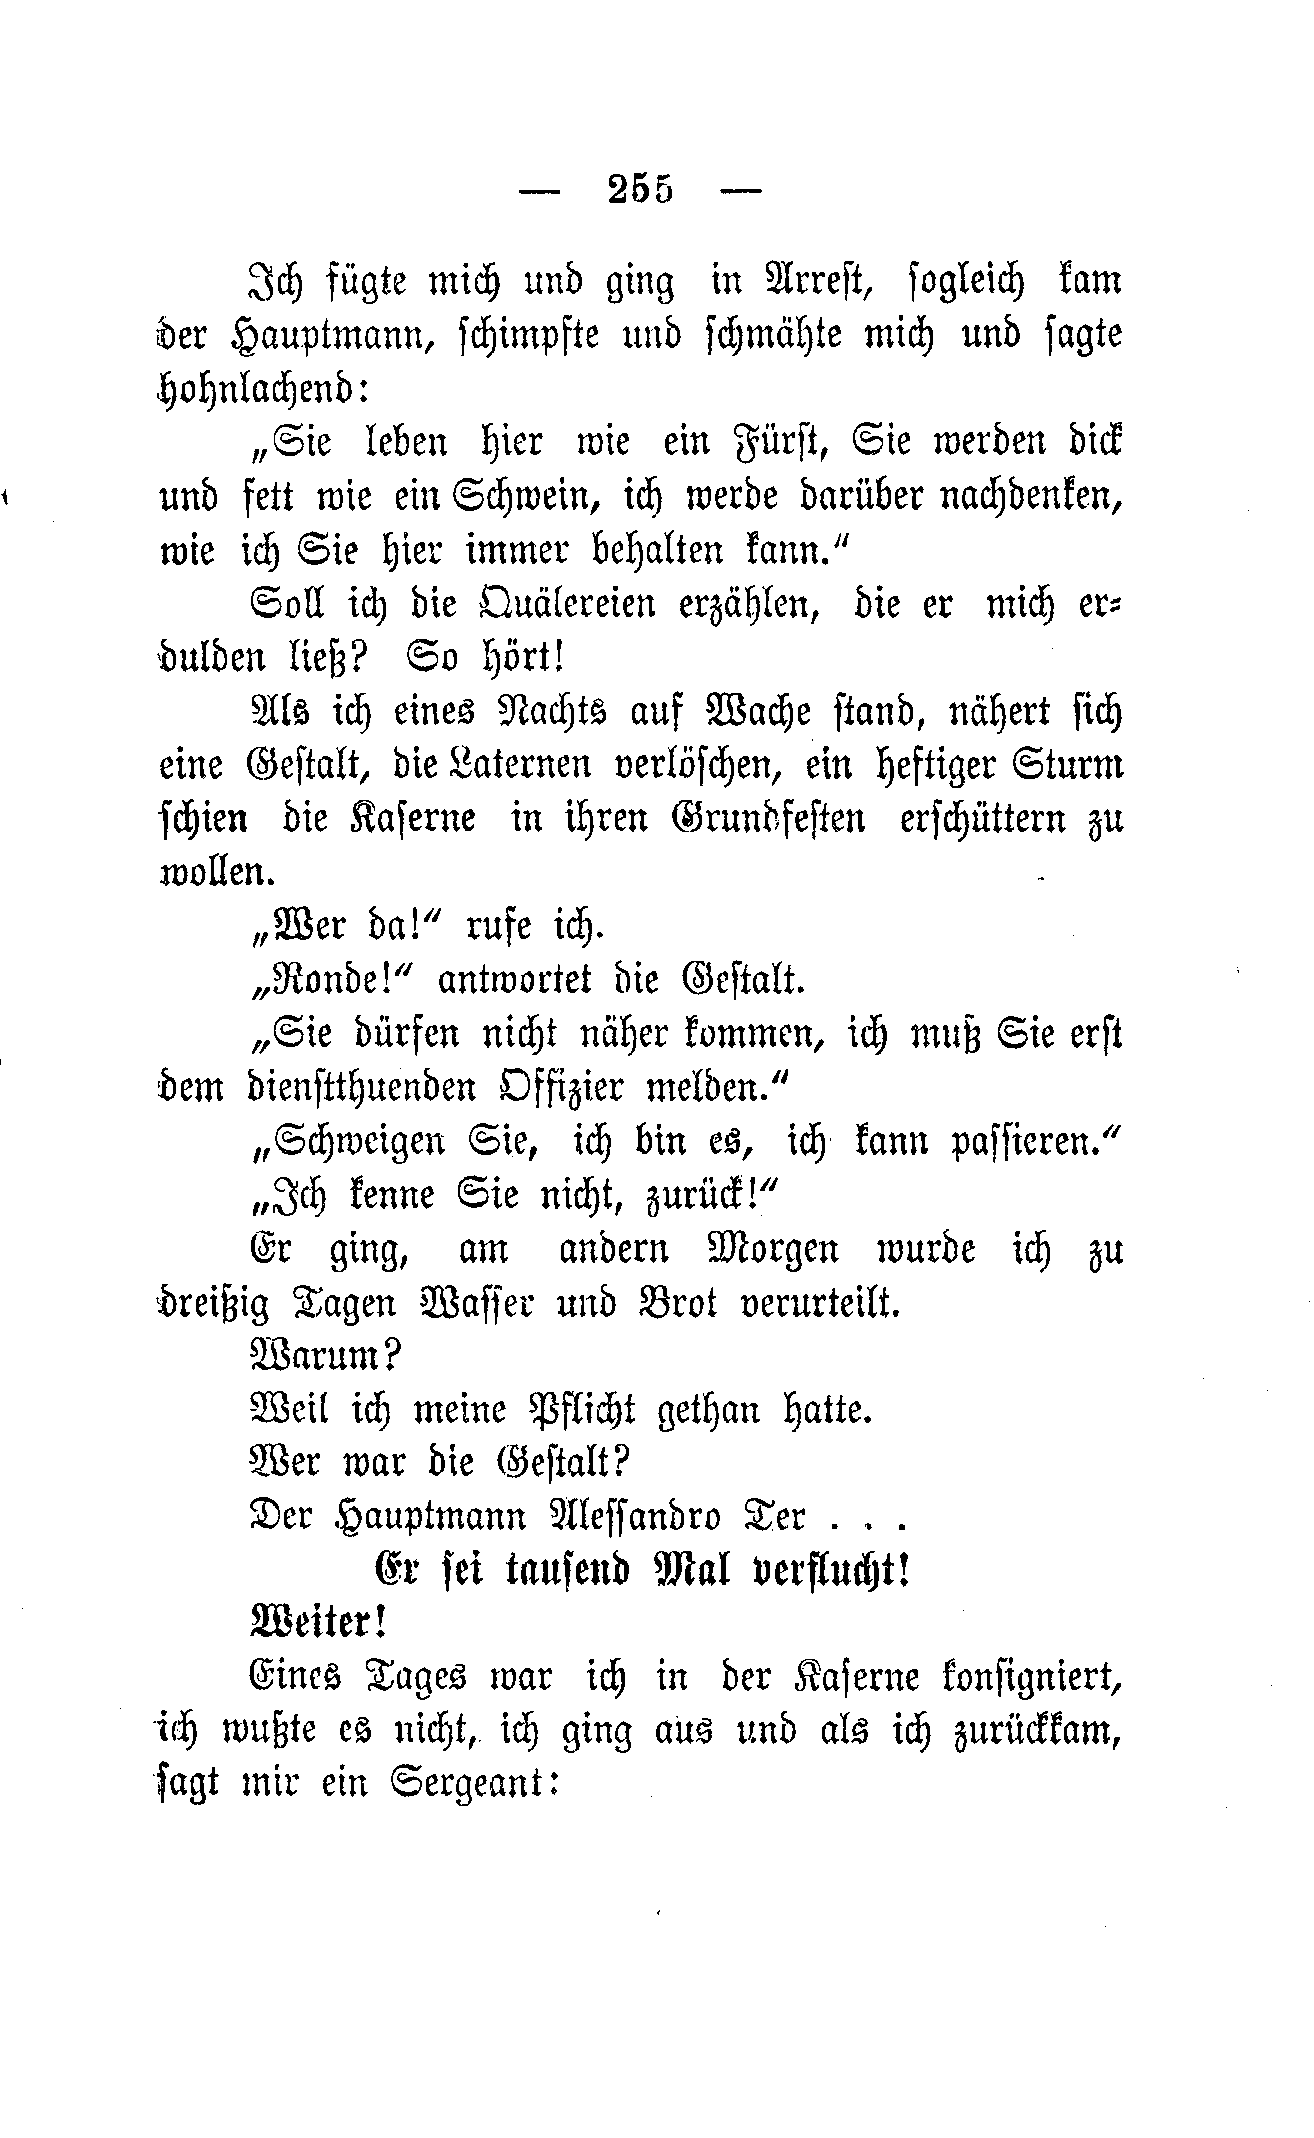 — 255 —
Ich fügte mich und ging in Arrest, sogleich kam
der Hauptmann, schimpfte und schmähte mich und sagte
hohnlachend:
„Sie leben hier wie ein Fürst, Sie werden dick
und fett wie ein Schwein, ich werde darüber nachdenken,
wie ich Sie hier immer behalten kann.“
Soll ich die Quälereien erzählen, die er mich er-
dulden ließ? So hört!
Als ich eines Nachts auf Wache stand, nähert sich
eine Gestalt, die Laternen verlöschen, ein heftiger Sturm
schien die Kaserne in ihren Grundfesten erschüttern zu
wollen.
„Wer da!“ rufe ich.
„Ronde!“ antwortet die Gestalt.
„Sie dürfen nicht näher kommen, ich muß Sie erst
dem dienstthuenden Offizier melden.“
„Schweigen Sie, ich bin es, ich kann passieren.“
„Ich kenne Sie nicht, zurück!“
Er ging, am andern Morgen wurde ich zu
dreißig Tagen Wasser und Brot verurteilt.
Warum?
Weil ich meine Pflicht gethan hatte.
Wer war die Gestalt?
Der Hauptmann Alessandro Ter . . .
Er sei tausend Mal verflucht!
Weiter!
Eines Tages war ich in der Kaserne konsigniert,
ich wußte es nicht, ich ging aus und als ich zurückkam,
sagt mir ein Sergeant: